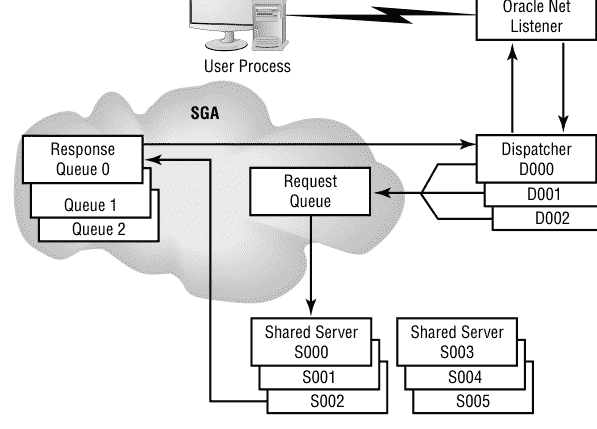 Oracle Net
Listener
User Process
SGA
Response
Queue 0
Queue 1
Queue 2
Request
Queue
Dispatcher
D000
D001
D002
Shared Server
S000
S001
S002
Shared Server
S003
S004
S005